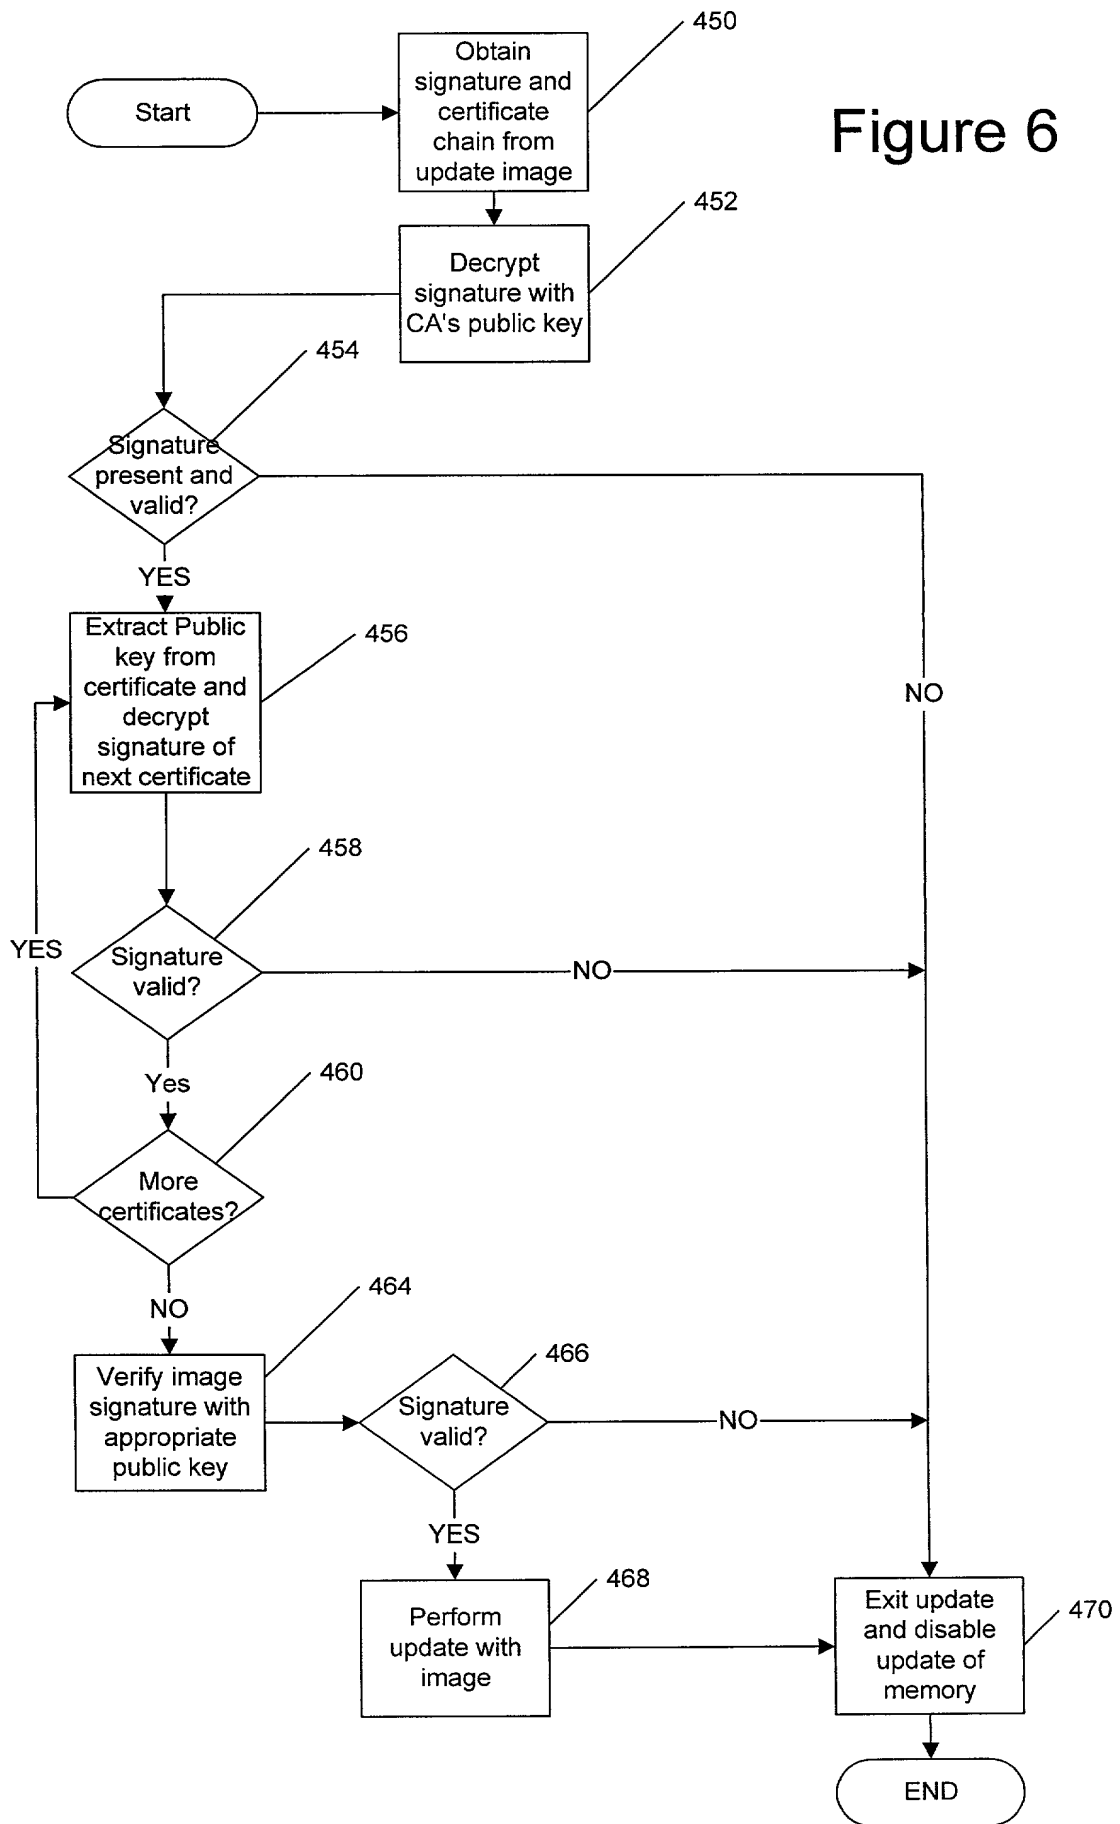 450
Obtain
signature and
certificate
chain from
update image
Start
Figure 6
452
Decrypt
signature with
CA's public key
454
Signature
present and
valid?
YES
Extract Public
key from
certificate and
decrypt
signature of
next certificate
456
NO
458
YES
Signature
valid?
NO
Yes
460
More
certificates?
NO
464
Verify image
signature with
appropriate
public key
466
Signature
valid?
NO
YES
468
Perform
update with
image
Exit update
and disable
update of
memory
470
END